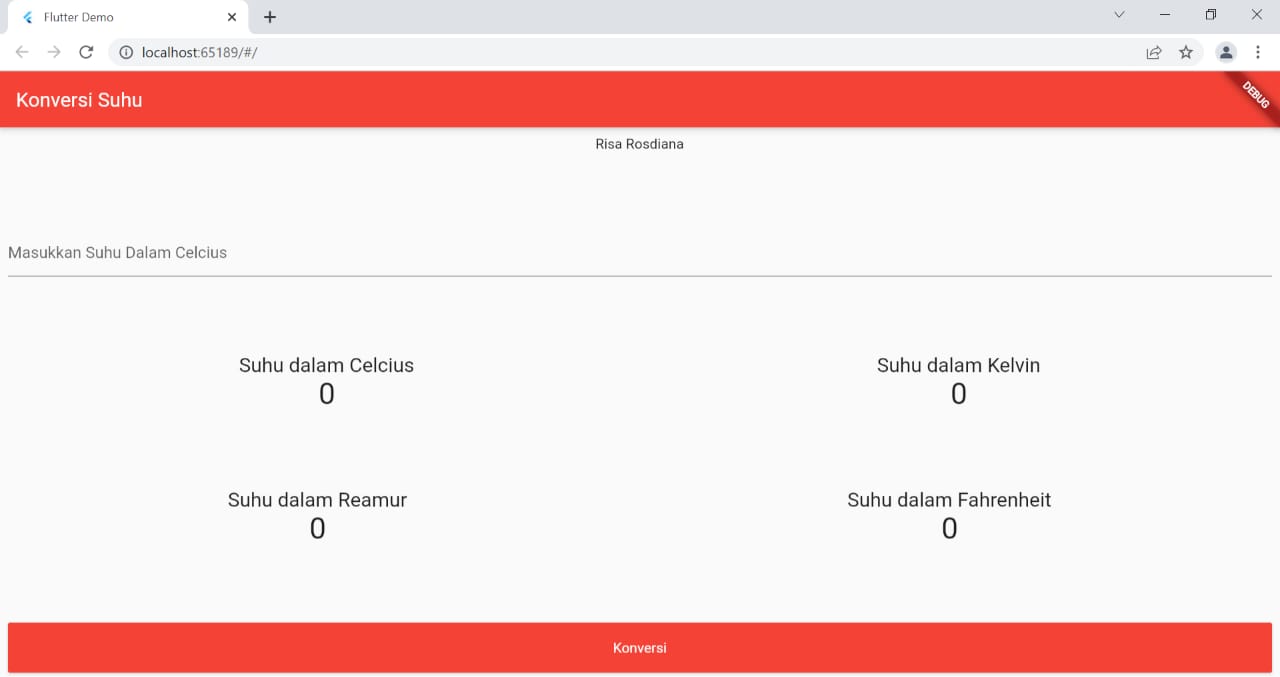 Flutter Demo
localhost:65189/#/
Konversi Suhu
DEBUG
Risa Rosdiana
Masukkan Suhu Dalam Celcius
Suhu dalam Celcius
0
Suhu dalam Kelvin
0
Suhu dalam Reamur
0
Suhu dalam Fahrenheit
0
Konversi